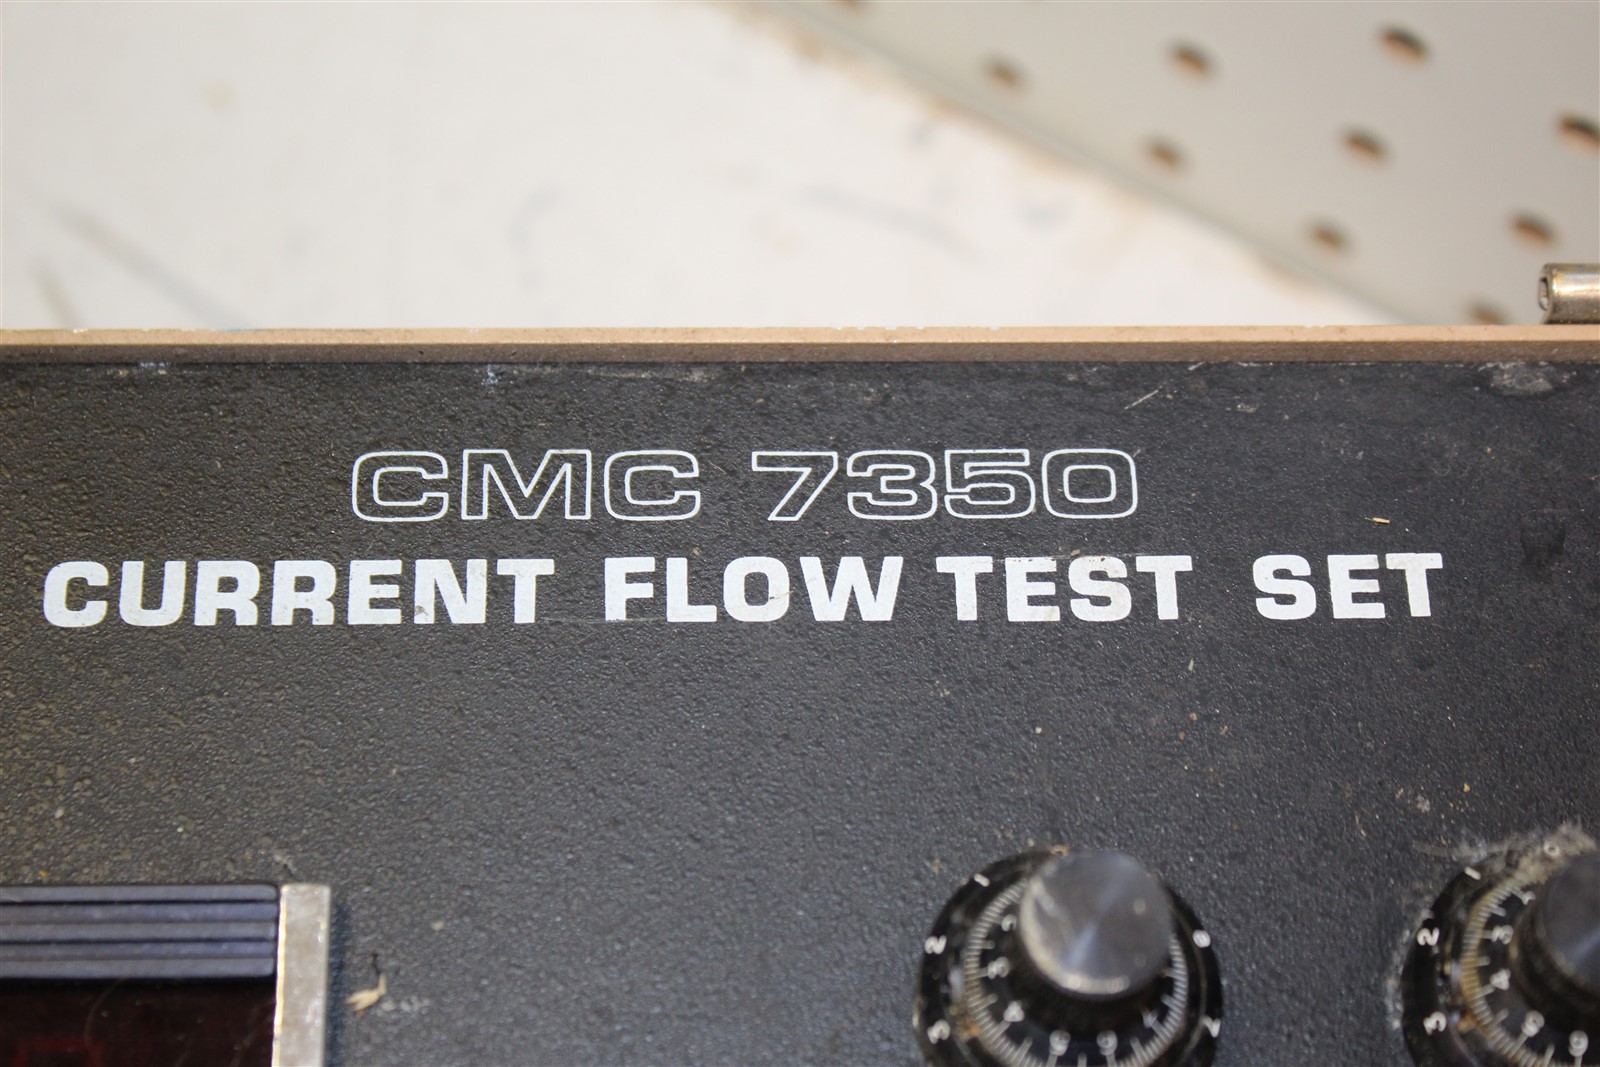 CMC 7350
CURRENT FLOW TEST SET